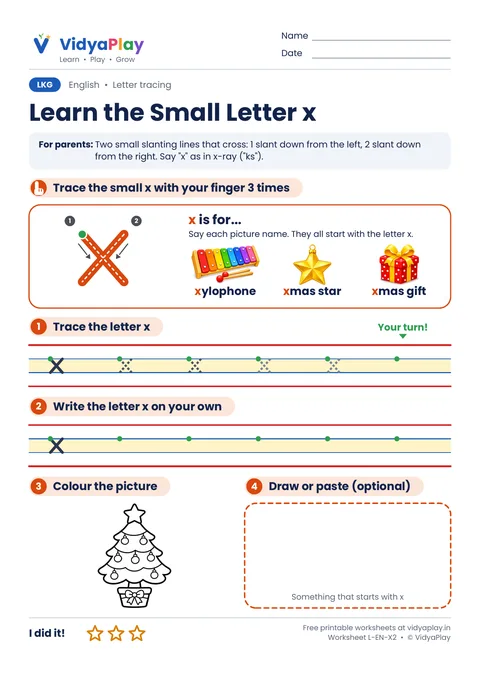 VidyaPlay
Learn • Play • Grow
Name
Date
LKG English • Letter tracing
Learn the Small Letter x
For parents: Two small slanting lines that cross: 1 slant down from the left, 2 slant down
from the right. Say "x" as in x-ray ("ks").
Trace the small x with your finger 3 times
1 2
x is for...
Say each picture name. They all start with the letter x.
xylophone xmas star xmas gift
1 Trace the letter x
Your turn!
x x x x x
2 Write the letter x on your own
x
3 Colour the picture
4 Draw or paste (optional)
Something that starts with x
I did it!
Free printable worksheets at vidyaplay.in
Worksheet L-EN-X2 • © VidyaPlay